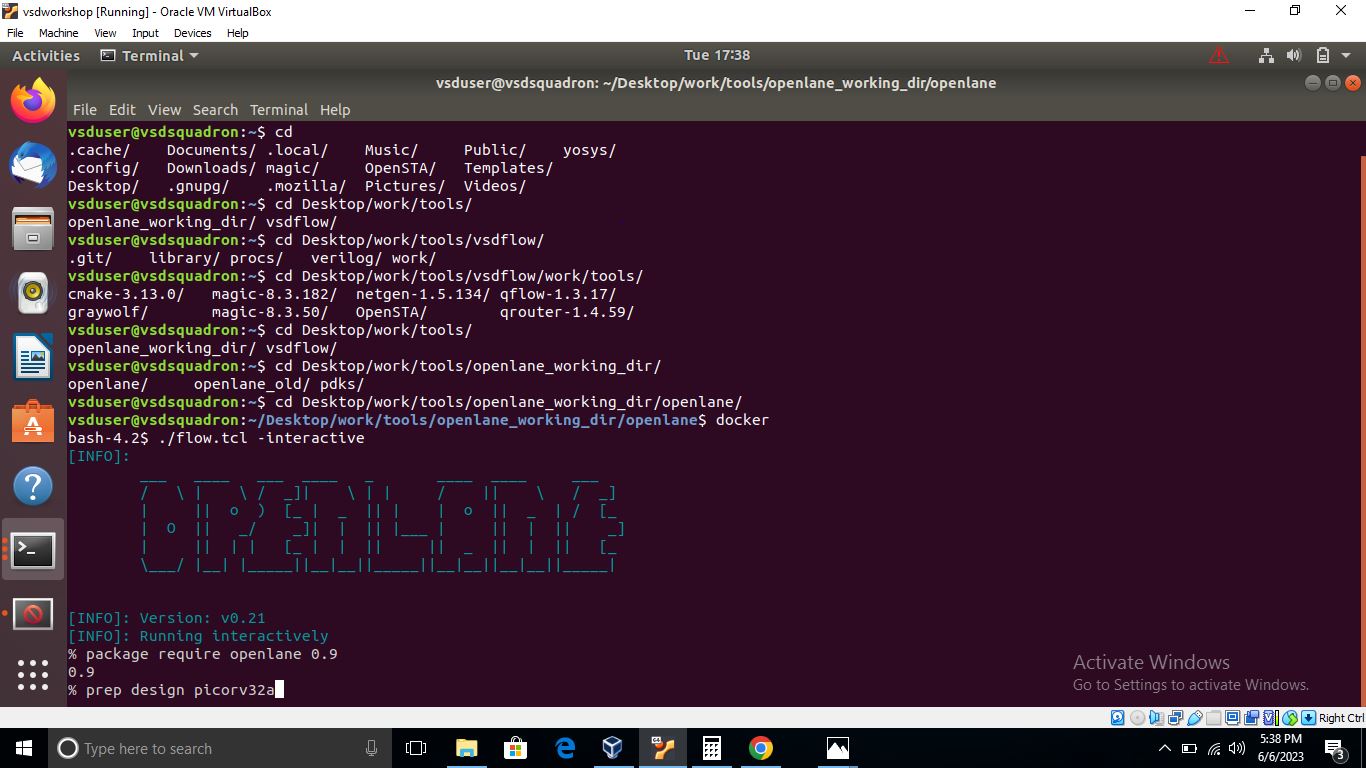 vsdworkshop [Running] - Oracle VM VirtualBox
File Machine View Input Devices Help
Activities Terminal Tue 17:38
vsduser@vsdsquadron: ~/Desktop/work/tools/openlane_working_dir/openlane
File Edit View Search Terminal Help
vsduser@vsdsquadron:~$ cd
.cache/    Documents/ .local/    Music/     Public/    yosys/
.config/   Downloads/ magic/     OpenSTA/   Templates/
Desktop/   .gnupg/    .mozilla/  Pictures/  Videos/
vsduser@vsdsquadron:~$ cd Desktop/work/tools/
openlane_working_dir/ vsdflow/
vsduser@vsdsquadron:~$ cd Desktop/work/tools/vsdflow/
.git/    library/ procs/   verilog/ work/
vsduser@vsdsquadron:~$ cd Desktop/work/tools/vsdflow/work/tools/
cmake-3.13.0/   magic-8.3.182/  netgen-1.5.134/ qflow-1.3.17/
graywolf/       magic-8.3.50/   OpenSTA/        qrouter-1.4.59/
vsduser@vsdsquadron:~$ cd Desktop/work/tools/
openlane_working_dir/ vsdflow/
vsduser@vsdsquadron:~$ cd Desktop/work/tools/openlane_working_dir/
openlane/     openlane_old/ pdks/
vsduser@vsdsquadron:~$ cd Desktop/work/tools/openlane_working_dir/openlane/
vsduser@vsdsquadron:~/Desktop/work/tools/openlane_working_dir/openlane$ docker
bash-4.2$ ./flow.tcl -interactive
[INFO]:
OPENLANE
[INFO]: Version: v0.21
[INFO]: Running interactively
% package require openlane 0.9
0.9
% prep design picorv32a
Activate Windows
Go to Settings to activate Windows.
Right Ctrl
Type here to search
5:38 PM
6/6/2023
3